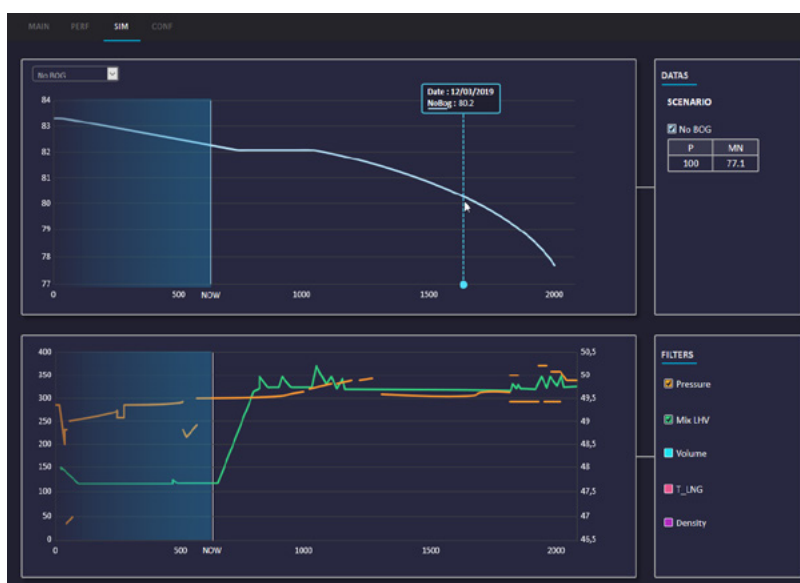 MAIN PERF SIM CONF
No BOG
84
83
82
81
80
79
78
77
0 500 NOW 1000 1500 2000
Date : 12/03/2019
NoBog : 80.2
DATAS
SCENARIO
No BOG
P MN
100 77.1
400
350
300
250
200
150
100
50
0
50,5
50
49,5
49
48,5
48
47,5
47
46,5
0 500 NOW 1000 1500 2000
FILTERS
Pressure
Mix LHV
Volume
T_LNG
Density